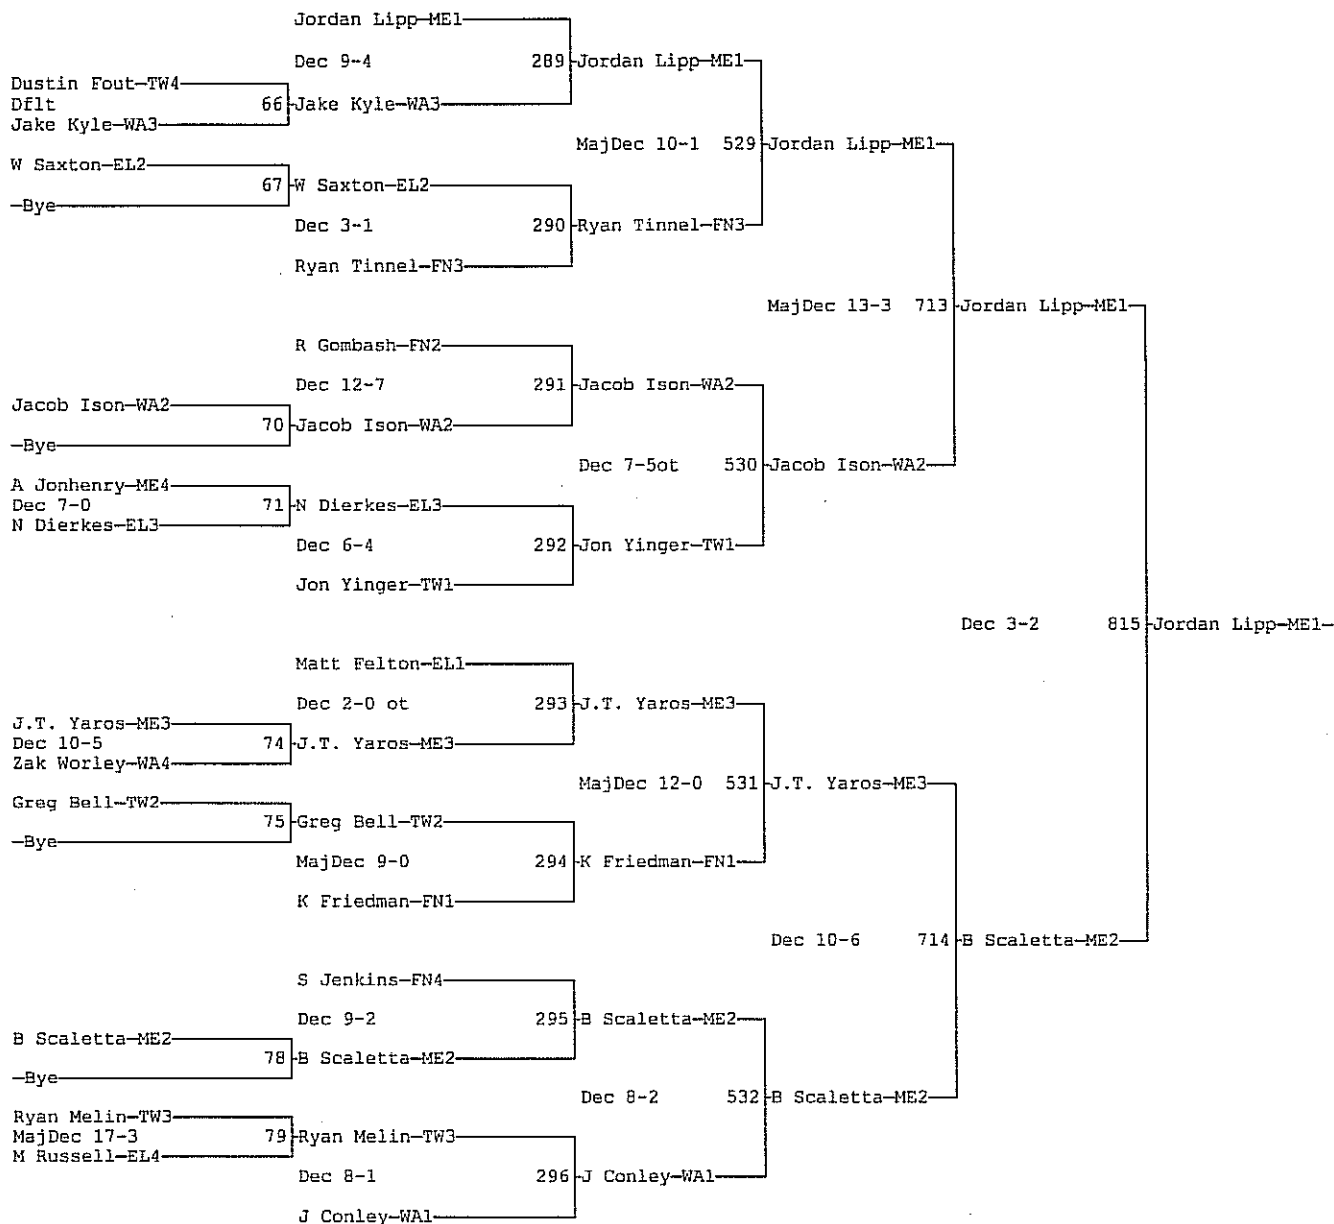 Jordan Lipp-ME1
Dec 9-4 289 Jordan Lipp-ME1
Dustin Fout-TW4
Dflt 66 Jake Kyle-WA3
Jake Kyle-WA3
MajDec 10-1 529 Jordan Lipp-ME1
W Saxton-EL2
67 W Saxton-EL2
-Bye
Dec 3-1 290 Ryan Tinnel-FN3
Ryan Tinnel-FN3
MajDec 13-3 713 Jordan Lipp-ME1
R Gombash-FN2
Dec 12-7 291 Jacob Ison-WA2
Jacob Ison-WA2
70 Jacob Ison-WA2
-Bye
Dec 7-5ot 530 Jacob Ison-WA2
A Jonhenry-ME4
Dec 7-0 71 N Dierkes-EL3
N Dierkes-EL3
Dec 6-4 292 Jon Yinger-TW1
Jon Yinger-TW1
Dec 3-2 815 Jordan Lipp-ME1-
Matt Felton-EL1
Dec 2-0 ot 293 J.T. Yaros-ME3
J.T. Yaros-ME3
Dec 10-5 74 J.T. Yaros-ME3
Zak Worley-WA4
MajDec 12-0 531 J.T. Yaros-ME3
Greg Bell-TW2
75 Greg Bell-TW2
-Bye
MajDec 9-0 294 K Friedman-FN1
K Friedman-FN1
Dec 10-6 714 B Scaletta-ME2
S Jenkins-FN4
Dec 9-2 295 B Scaletta-ME2
B Scaletta-ME2
78 B Scaletta-ME2
-Bye
Dec 8-2 532 B Scaletta-ME2
Ryan Melin-TW3
MajDec 17-3 79 Ryan Melin-TW3
M Russell-EL4
Dec 8-1 296 J Conley-WA1
J Conley-WA1